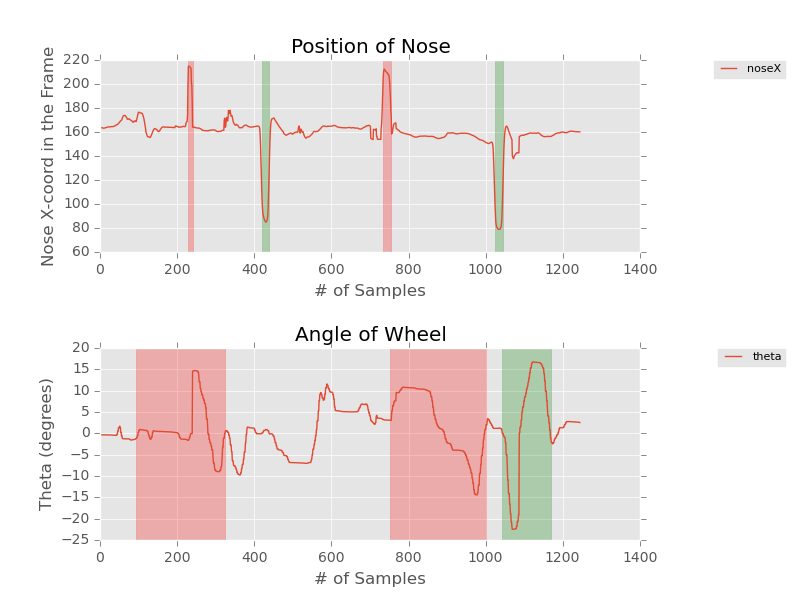 Position of Nose
220
200
180
160
140
120
100
80
60
Nose X-coord in the Frame
0 200 400 600 800 1000 1200 1400
# of Samples
noseX
Angle of Wheel
20
15
10
5
0
−5
−10
−15
−20
−25
Theta (degrees)
0 200 400 600 800 1000 1200 1400
# of Samples
theta